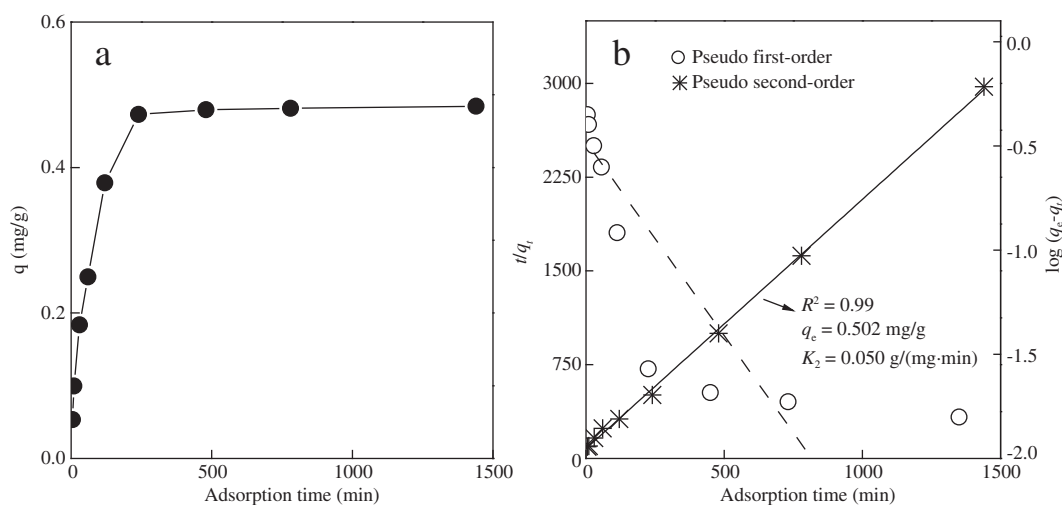 a
0.6
0.4
0.2
0.0
q (mg/g)
0
500
1000
1500
Adsorption time (min)
b
Pseudo first-order
Pseudo second-order
3000
2250
1500
750
0
t/qₜ
R² = 0.99
qₑ = 0.502 mg/g
K₂ = 0.050 g/(mg·min)
0.0
-0.5
-1.0
-1.5
-2.0
log (qₑ-qₜ)
0
500
1000
1500
Adsorption time (min)